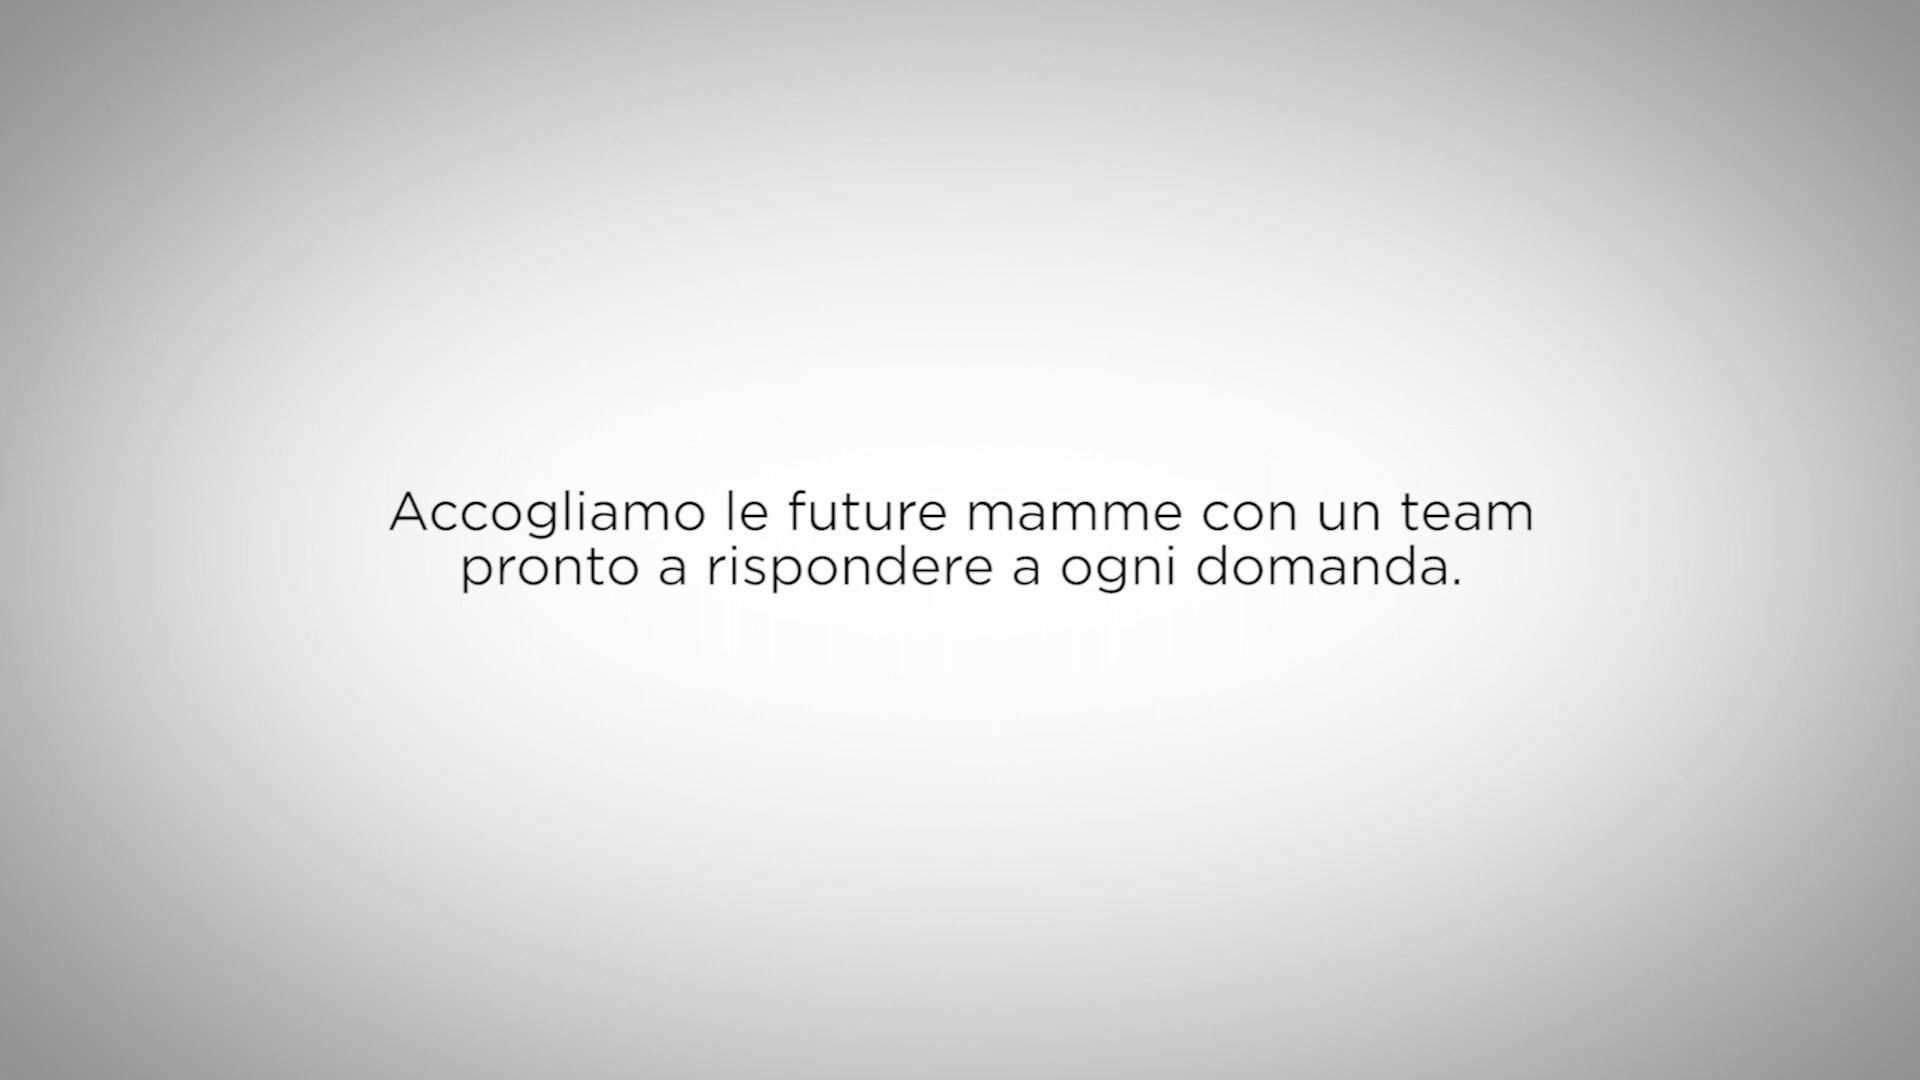 Accogliamo le future mamme con un team
pronto a rispondere a ogni domanda.